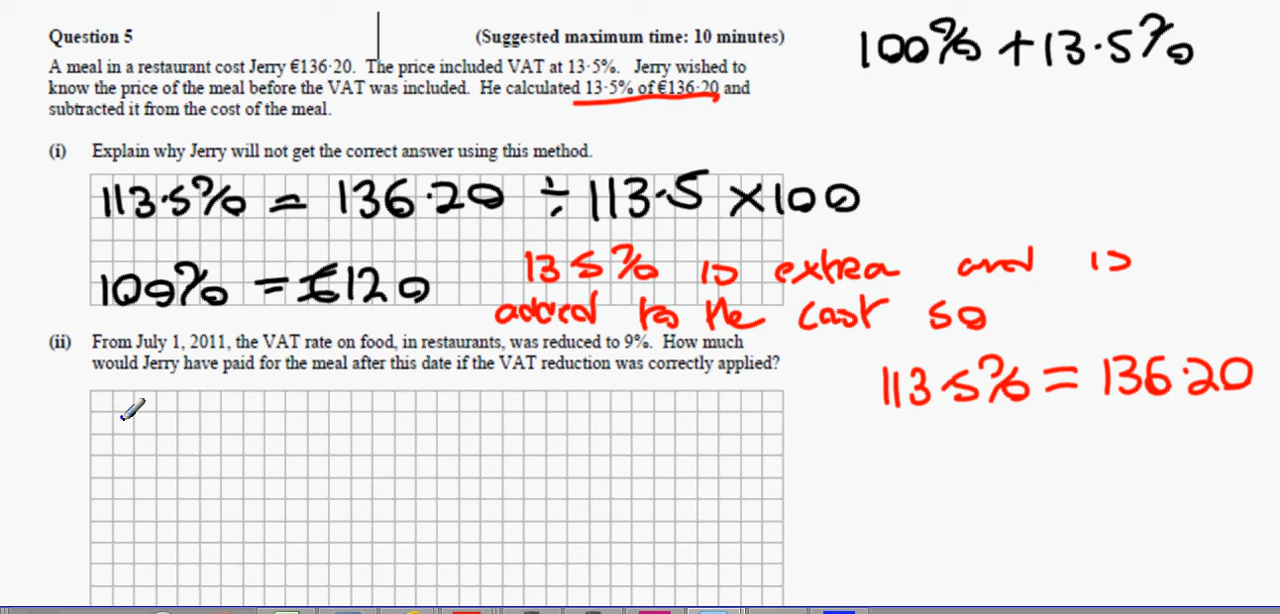 Question 5 (Suggested maximum time: 10 minutes)
100% + 13.5%
A meal in a restaurant cost Jerry €136·20. The price included VAT at 13·5%. Jerry wished to
know the price of the meal before the VAT was included. He calculated 13·5% of €136·20 and
subtracted it from the cost of the meal.
(i) Explain why Jerry will not get the correct answer using this method.
113.5% = 136.20 ÷ 113.5 × 100
100% = €120
13 5% is extra and is
added to the cost so
113 5% = 136.20
(ii) From July 1, 2011, the VAT rate on food, in restaurants, was reduced to 9%. How much
would Jerry have paid for the meal after this date if the VAT reduction was correctly applied?